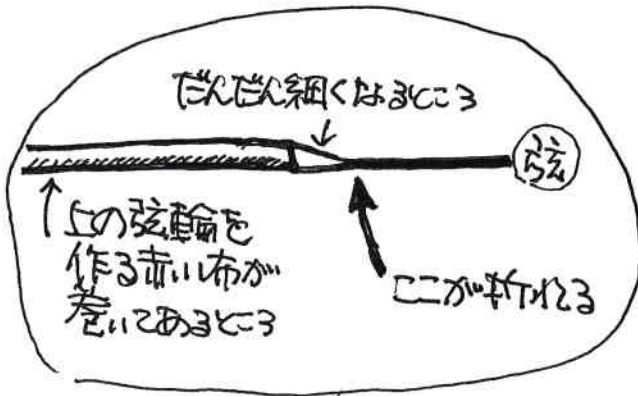 だんだん細くなるところ
弦
上の弦輪を
作る赤い布が
巻いてあるところ
ここが折れる